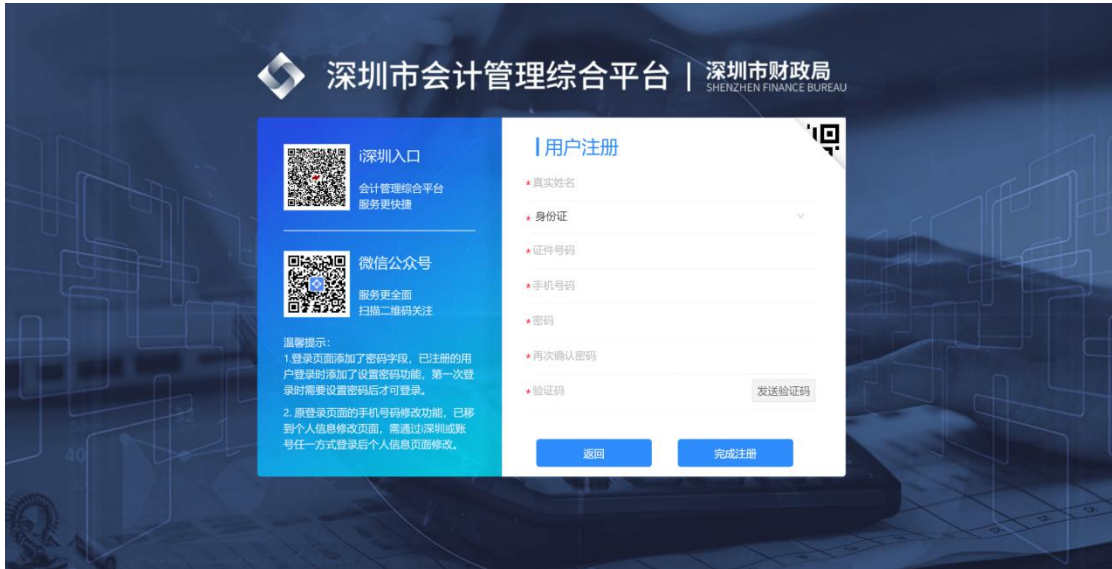 深圳市会计管理综合平台
深圳市财政局
SHENZHEN FINANCE BUREAU
i深圳入口
会计管理综合平台
服务更快捷
微信公众号
服务更全面
扫描二维码关注
温馨提示:
1.登录页面添加了密码字段，已注册的用
户登录时添加了设置密码功能，第一次登
录时需要设置密码后才可登录。
2. 原登录页面的手机号码修改功能，已移
到个人信息修改页面，需通过i深圳或账
号任一方式登录后个人信息页面修改。
用户注册
*真实姓名
* 身份证
*证件号码
*手机号码
*密码
*再次确认密码
*验证码
发送验证码
返回
完成注册